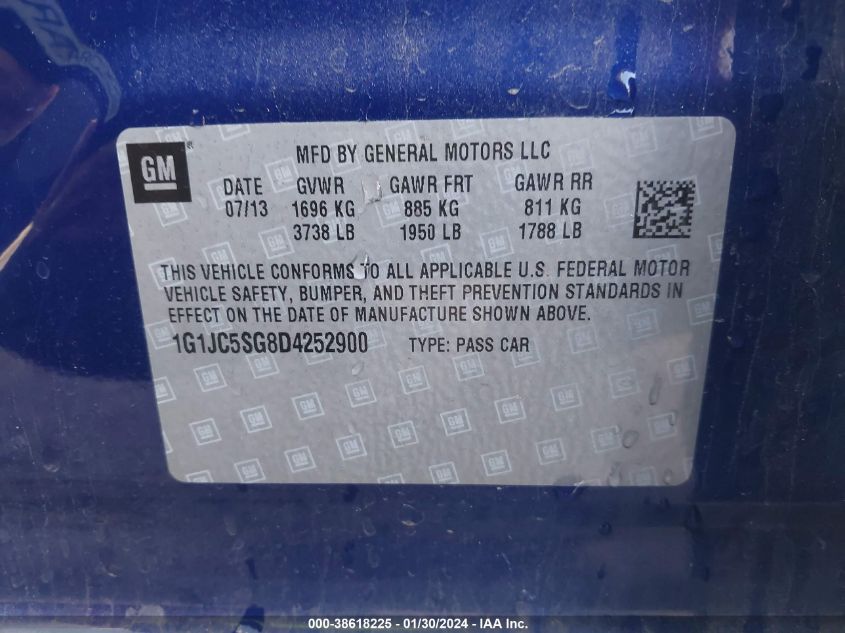 GM
MFD BY GENERAL MOTORS LLC
DATE GVWR GAWR FRT GAWR RR
07/13 1696 KG 885 KG 811 KG
3738 LB 1950 LB 1788 LB
THIS VEHICLE CONFORMS TO ALL APPLICABLE U.S. FEDERAL MOTOR
VEHICLE SAFETY, BUMPER, AND THEFT PREVENTION STANDARDS IN
EFFECT ON THE DATE OF MANUFACTURE SHOWN ABOVE.
1G1JC5SG8D4252900 TYPE: PASS CAR
000-38618225 - 01/30/2024 - IAA Inc.